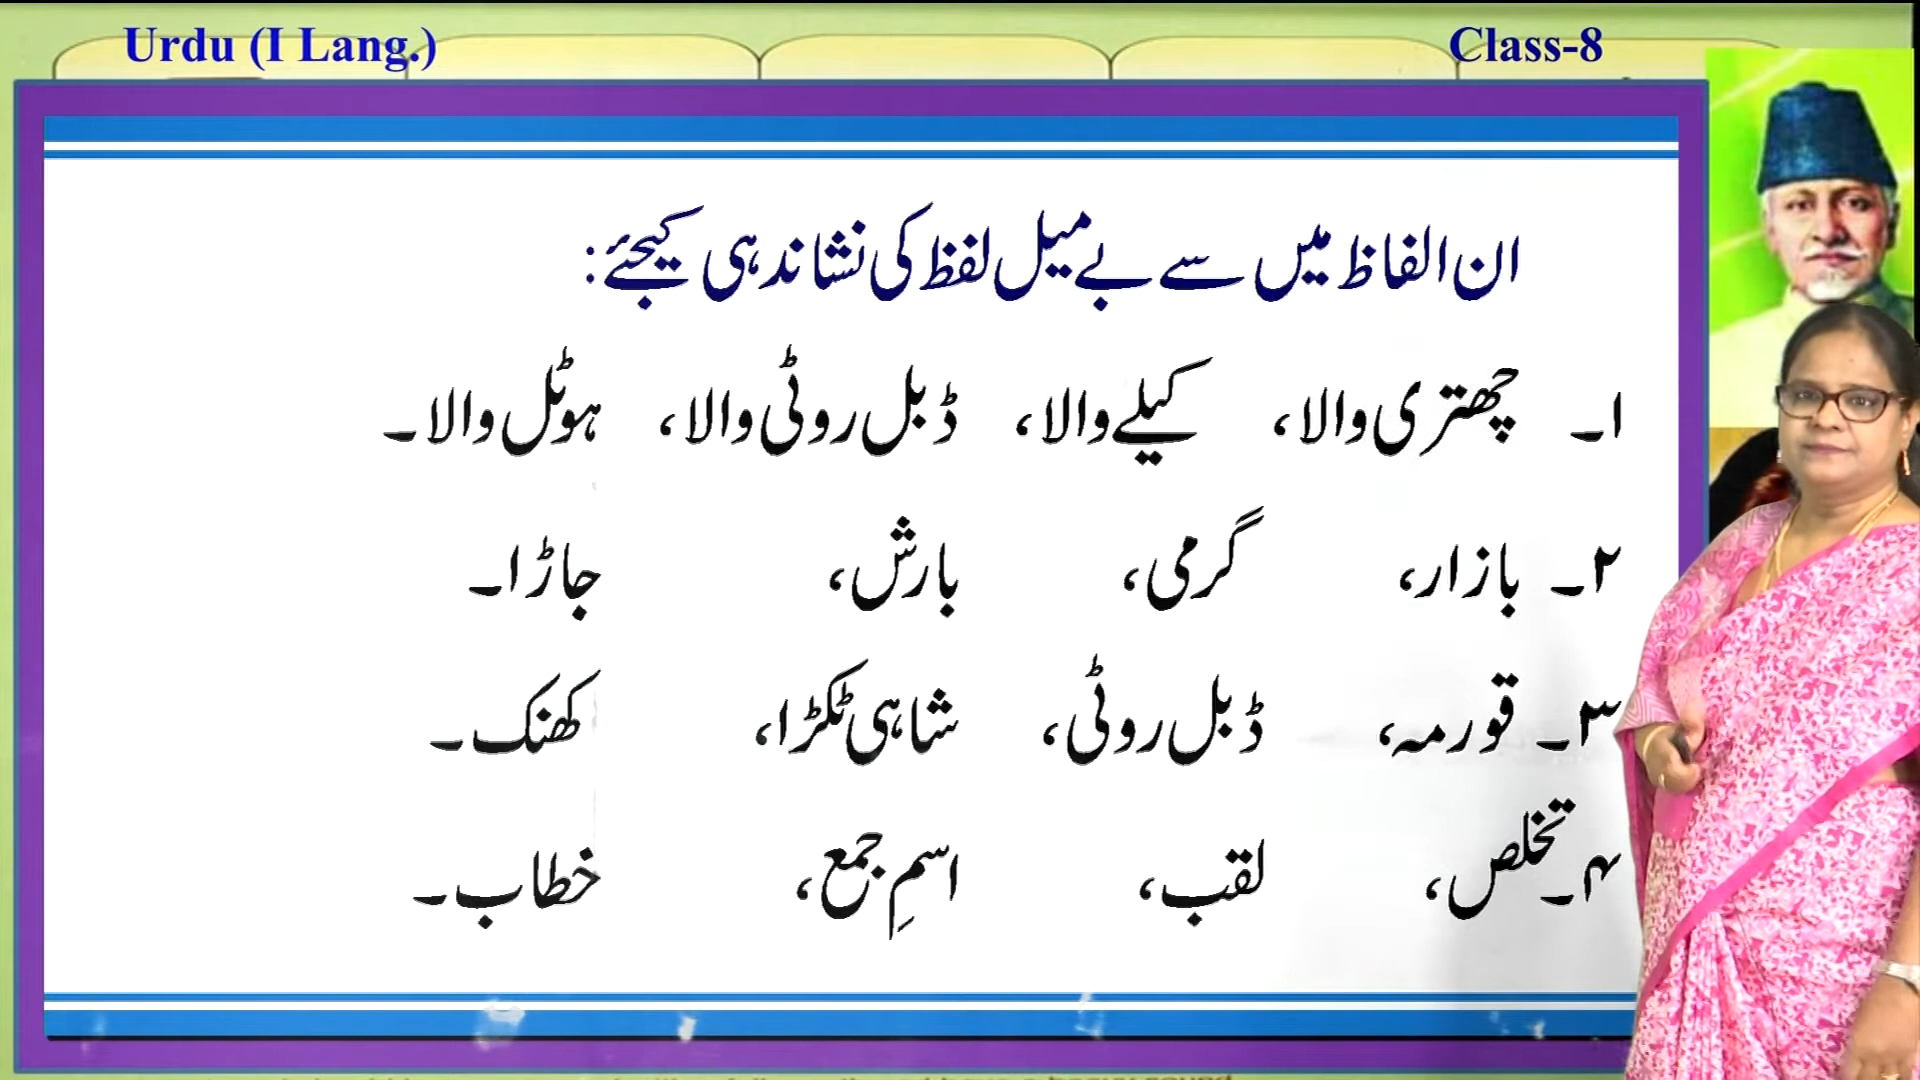 Urdu (I Lang.) Class-8
ان الفاظ میں سے بے میل لفظ کی نشاندہی کیجئے:
۱۔ چھتری والا، کیلے والا، ڈبل روٹی والا، ہوٹل والا۔
۲۔ بازار، گرمی، بارش، جاڑا۔
۳۔ قورمہ، ڈبل روٹی، شاہی ٹکڑا، کھنک۔
۴۔ تخلص، لقب، اسمِ جمع، خطاب۔